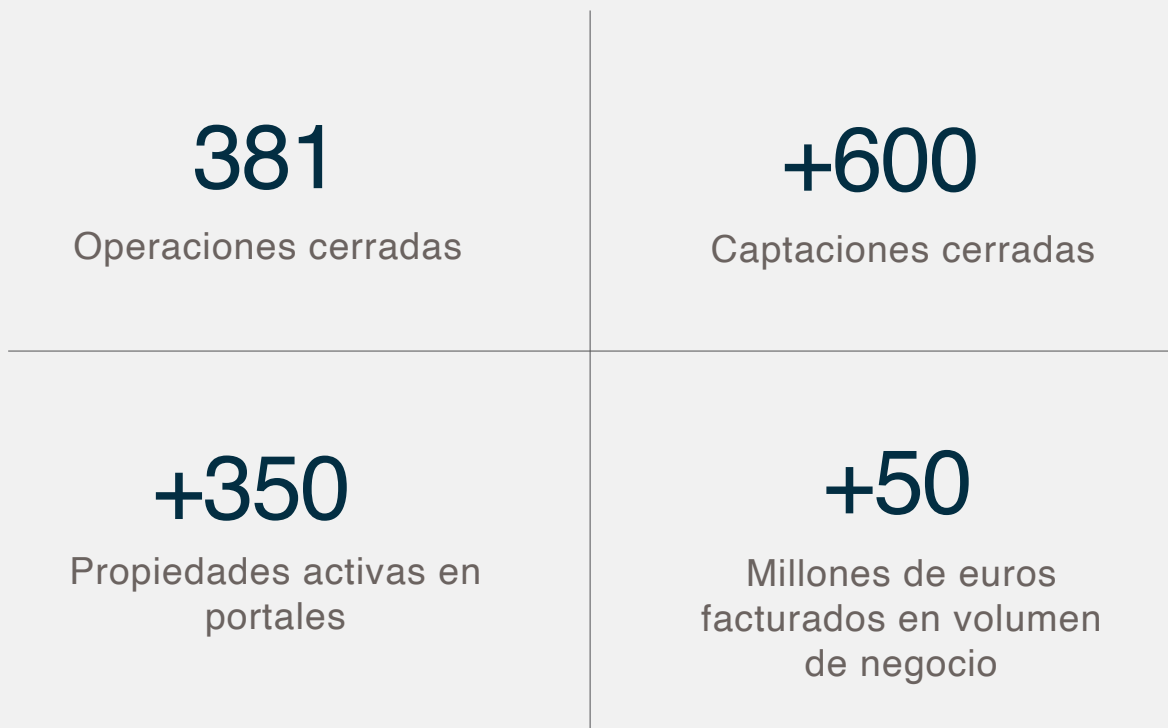 381
Operaciones cerradas
+600
Captaciones cerradas
+350
Propiedades activas en
portales
+50
Millones de euros
facturados en volumen
de negocio